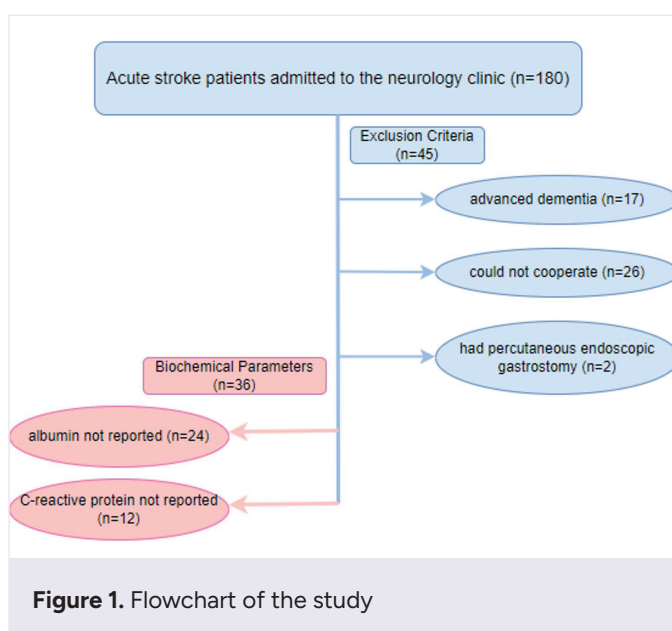 Acute stroke patients admitted to the neurology clinic (n=180)
Exclusion Criteria
(n=45)
advanced dementia (n=17)
could not cooperate (n=26)
had percutaneous endoscopic
gastrostomy (n=2)
Biochemical Parameters
(n=36)
albumin not reported (n=24)
C-reactive protein not reported
(n=12)
Figure 1. Flowchart of the study